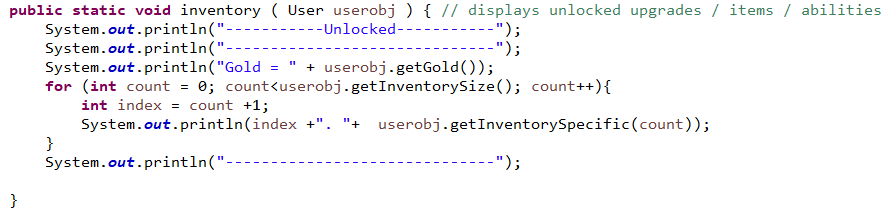 public static void inventory ( User userobj ) { // displays unlocked upgrades / items / abilities
    System.out.println("-----------Unlocked-----------");
    System.out.println("------------------------------");
    System.out.println("Gold = " + userobj.getGold());
    for (int count = 0; count<userobj.getInventorySize(); count++){
        int index = count +1;
        System.out.println(index +". "+  userobj.getInventorySpecific(count));
    }
    System.out.println("------------------------------");
}